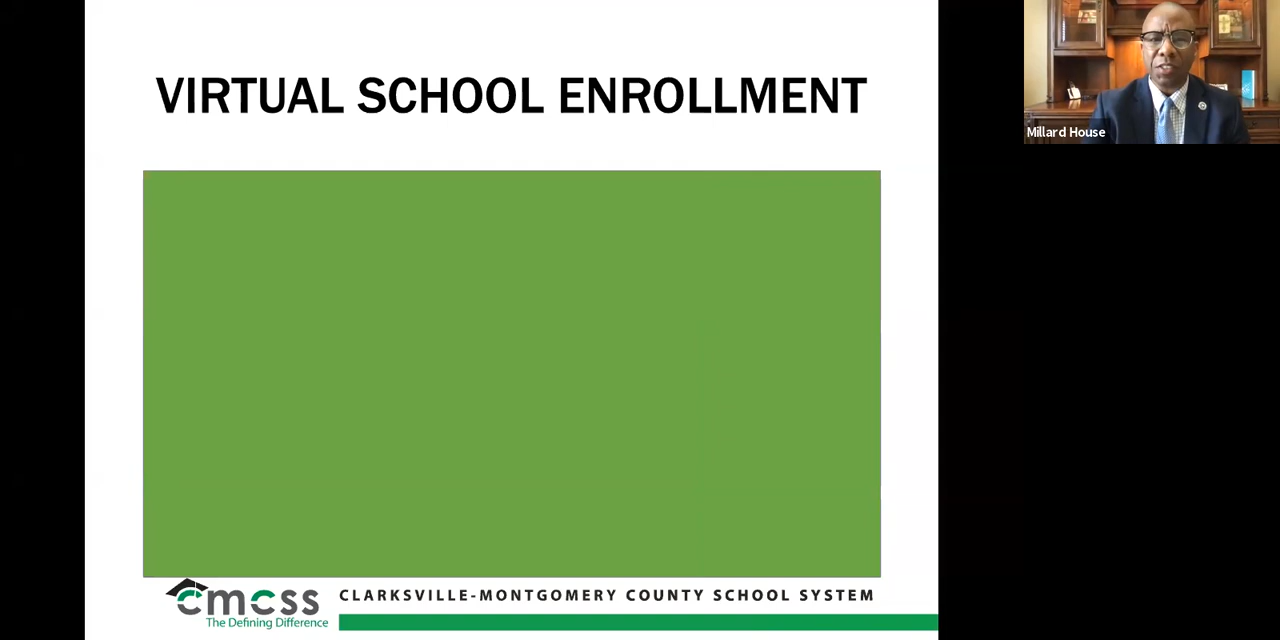 VIRTUAL SCHOOL ENROLLMENT
Millard House
cmcss
The Defining Difference
CLARKSVILLE-MONTGOMERY COUNTY SCHOOL SYSTEM